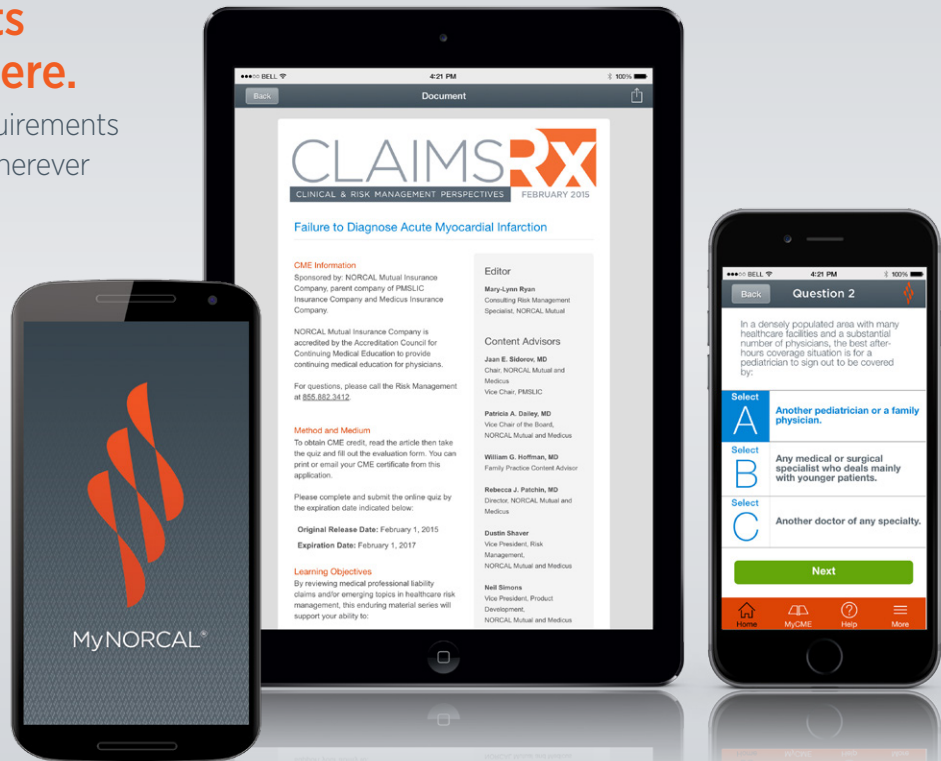 ts
ere.
uirements
herever
BELL
4:21 PM
100%
Back
Document
CLAIMSRX
CLINICAL & RISK MANAGEMENT PERSPECTIVES
FEBRUARY 2015
Failure to Diagnose Acute Myocardial Infarction
CME Information
Sponsored by: NORCAL Mutual Insurance
Company, parent company of PMSLIC
Insurance Company and Medicus Insurance
Company.
NORCAL Mutual Insurance Company is
accredited by the Accreditation Council for
Continuing Medical Education to provide
continuing medical education for physicians.
For questions, please call the Risk Management
at 855.882.3412.
Method and Medium
To obtain CME credit, read the article then take
the quiz and fill out the evaluation form. You can
print or email your CME certificate from this
application.
Please complete and submit the online quiz by
the expiration date indicated below:
Original Release Date: February 1, 2015
Expiration Date: February 1, 2017
Learning Objectives
By reviewing medical professional liability
claims and/or emerging topics in healthcare risk
management, this enduring material series will
support your ability to:
Editor
Mary-Lynn Ryan
Consulting Risk Management
Specialist, NORCAL Mutual
Content Advisors
Jaan E. Sidorov, MD
Chair, NORCAL Mutual and
Medicus
Vice Chair, PMSLIC
Patricia A. Dailey, MD
Vice Chair of the Board,
NORCAL Mutual and Medicus
William G. Hoffman, MD
Family Practice Content Advisor
Rebecca J. Patchin, MD
Director, NORCAL Mutual and
Medicus
Dustin Shaver
Vice President, Risk
Management,
NORCAL Mutual and Medicus
Neil Simons
Vice President, Product
Development,
NORCAL Mutual and Medicus
MyNORCAL®
BELL
4:21 PM
100%
Back
Question 2
In a densely populated area with many
healthcare facilities and a substantial
number of physicians, the best after-
hours coverage situation is for a
pediatrician to sign out to be covered
by:
Select
A
Another pediatrician or a family
physician.
Select
B
Any medical or surgical
specialist who deals mainly
with younger patients.
Select
C
Another doctor of any specialty.
Next
Home
MyCME
Help
More